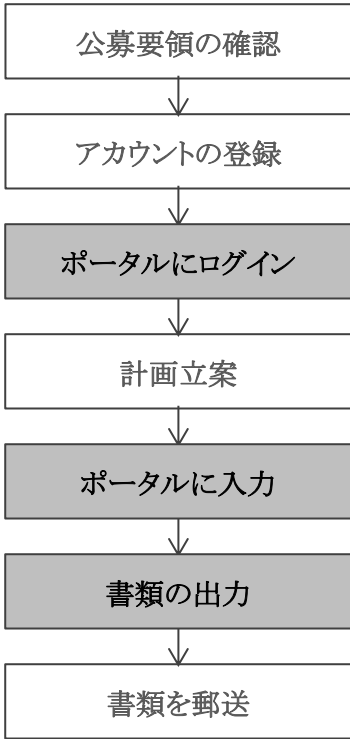 公募要領の確認
アカウントの登録
ポータルにログイン
計画立案
ポータルに入力
書類の出力
書類を郵送